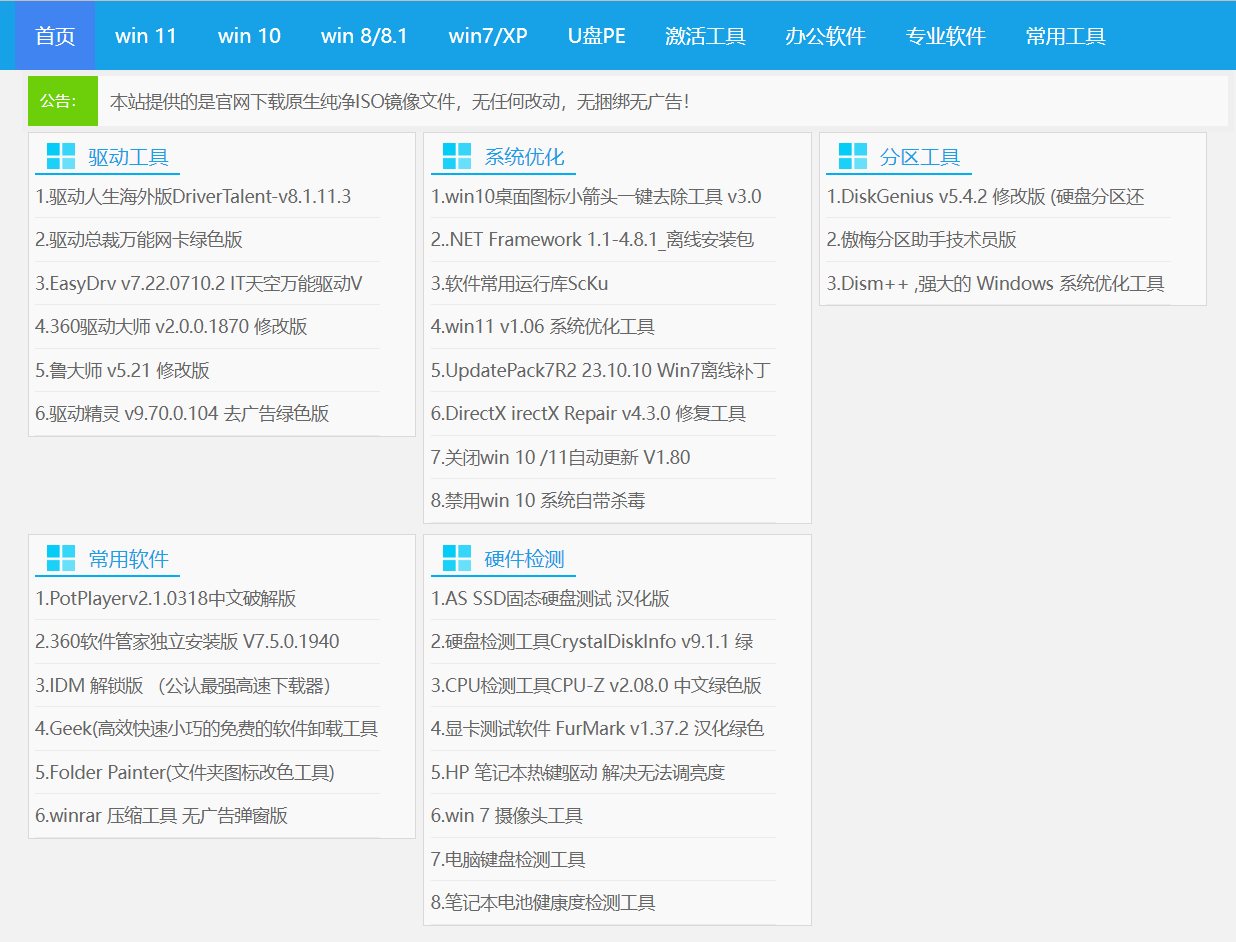 首页 win 11 win 10 win 8/8.1 win7/XP U盘PE 激活工具 办公软件 专业软件 常用工具
公告： 本站提供的是官网下载原生纯净ISO镜像文件，无任何改动，无捆绑无广告！
驱动工具
1.驱动人生海外版DriverTalent-v8.1.11.3
2.驱动总裁万能网卡绿色版
3.EasyDrv v7.22.0710.2 IT天空万能驱动V
4.360驱动大师 v2.0.0.1870 修改版
5.鲁大师 v5.21 修改版
6.驱动精灵 v9.70.0.104 去广告绿色版
系统优化
1.win10桌面图标小箭头一键去除工具 v3.0
2..NET Framework 1.1-4.8.1_离线安装包
3.软件常用运行库ScKu
4.win11 v1.06 系统优化工具
5.UpdatePack7R2 23.10.10 Win7离线补丁
6.DirectX irectX Repair v4.3.0 修复工具
7.关闭win 10 /11自动更新 V1.80
8.禁用win 10 系统自带杀毒
分区工具
1.DiskGenius v5.4.2 修改版 (硬盘分区还
2.傲梅分区助手技术员版
3.Dism++ ,强大的 Windows 系统优化工具
常用软件
1.PotPlayerv2.1.0318中文破解版
2.360软件管家独立安装版 V7.5.0.1940
3.IDM 解锁版 （公认最强高速下载器）
4.Geek(高效快速小巧的免费的软件卸载工具
5.Folder Painter(文件夹图标改色工具)
6.winrar 压缩工具 无广告弹窗版
硬件检测
1.AS SSD固态硬盘测试 汉化版
2.硬盘检测工具CrystalDiskInfo v9.1.1 绿
3.CPU检测工具CPU-Z v2.08.0 中文绿色版
4.显卡测试软件 FurMark v1.37.2 汉化绿色
5.HP 笔记本热键驱动 解决无法调亮度
6.win 7 摄像头工具
7.电脑键盘检测工具
8.笔记本电池健康度检测工具